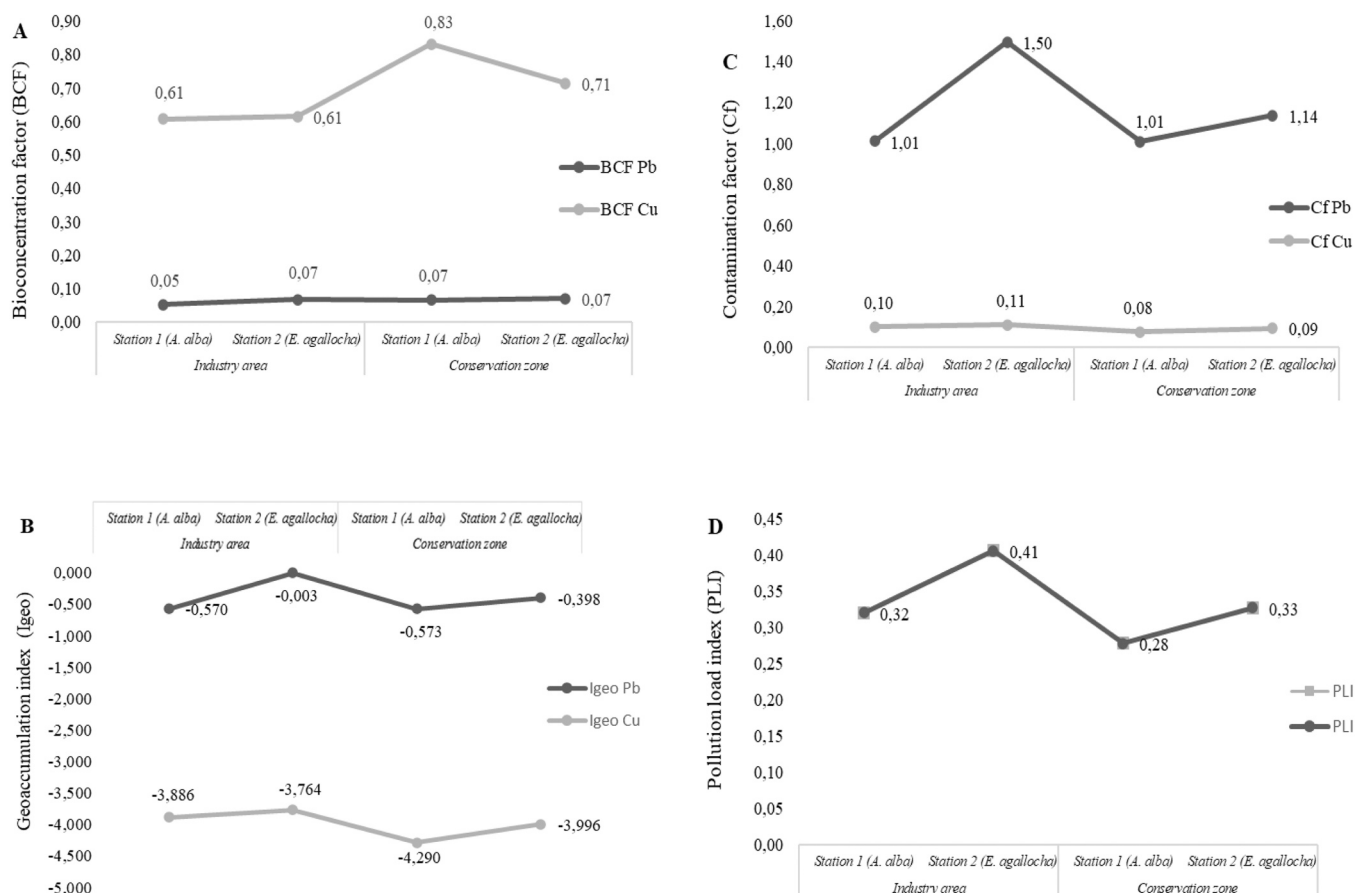 A
Bioconcentration factor (BCF)
0,90
0,80
0,70
0,60
0,50
0,40
0,30
0,20
0,10
0,00
0,61
0,61
0,83
0,71
0,05
0,07
0,07
0,07
BCF Pb
BCF Cu
Station 1 (A. alba) Station 2 (E. agallocha) Station 1 (A. alba) Station 2 (E. agallocha)
Industry area Conservation zone
C
Contamination factor (Cf)
1,60
1,40
1,20
1,00
0,80
0,60
0,40
0,20
0,00
1,01
1,50
1,01
1,14
0,10
0,11
0,08
0,09
Cf Pb
Cf Cu
Station 1 (A. alba) Station 2 (E. agallocha) Station 1 (A. alba) Station 2 (E. agallocha)
Industry area Conservation zone
B
Geoaccumulation index (Igeo)
Station 1 (A. alba) Station 2 (E. agallocha) Station 1 (A. alba) Station 2 (E. agallocha)
Industry area Conservation zone
0,000
-0,500
-1,000
-1,500
-2,000
-2,500
-3,000
-3,500
-4,000
-4,500
-5,000
-0,570
-0,003
-0,573
-0,398
-3,886
-3,764
-4,290
-3,996
Igeo Pb
Igeo Cu
D
Pollution load index (PLI)
0,45
0,40
0,35
0,30
0,25
0,20
0,15
0,10
0,05
0,00
0,32
0,41
0,28
0,33
PLI
PLI
Station 1 (A. alba) Station 2 (E. agallocha) Station 1 (A. alba) Station 2 (E. agallocha)
Industry area Conservation zone